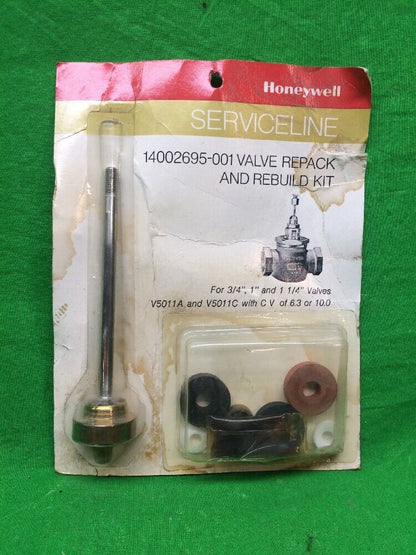 Honeywell
SERVICELINE
14002695-001 VALVE REPACK
AND REBUILD KIT
For 3/4", 1" and 1 1/4" Valves
V5011A and V5011C with C V of 6.3 or 10.0